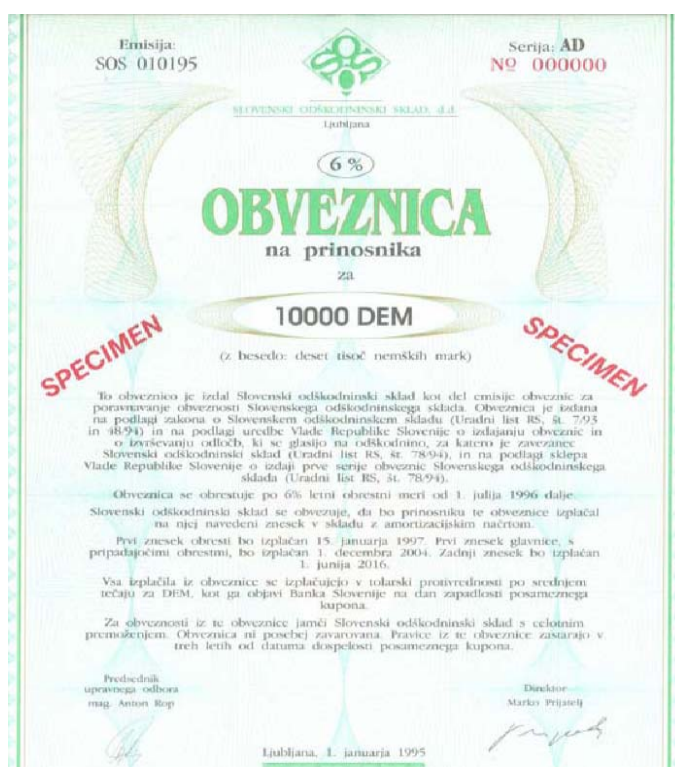 Emisija:
SOS 010195
Serija: AD
Nº 000000
SOS
SLOVENSKI ODŠKODNINSKI SKLAD, d.d.
Ljubljana
6 %
OBVEZNICA
na prinosnika
za
10000 DEM
SPECIMEN
SPECIMEN
(z besedo: deset tisoč nemških mark)
To obveznico je izdal Slovenski odškodninski sklad kot del emisije obveznic za
poravnavanje obveznosti Slovenskega odškodninskega sklada. Obveznica je izdana
na podlagi zakona o Slovenskem odškodninskem skladu (Uradni list RS, št. 7/93
in 48/94) in na podlagi uredbe Vlade Republike Slovenije o izdajanju obveznic in
o izvrševanju odločb, ki se glasijo na odškodnino, za katero je zavezanec
Slovenski odškodninski sklad (Uradni list RS, št. 78/94), in na podlagi sklepa
Vlade Republike Slovenije o izdaji prve serije obveznic Slovenskega odškodninskega
sklada (Uradni list RS, št. 78/94).
Obveznica se obrestuje po 6% letni obrestni meri od 1. julija 1996 dalje.
Slovenski odškodninski sklad se obvezuje, da bo prinosniku te obveznice izplačal
na njej navedeni znesek v skladu z amortizacijskim načrtom.
Prvi znesek obresti bo izplačan 15. januarja 1997. Prvi znesek glavnice, s
pripadajočimi obrestmi, bo izplačan 1. decembra 2004. Zadnji znesek bo izplačan
1. junija 2016.
Vsa izplačila iz obveznice se izplačujejo v tolarski protivrednosti po srednjem
tečaju za DEM, kot ga objavi Banka Slovenije na dan zapadlosti posameznega
kupona.
Za obveznosti iz te obveznice jamči Slovenski odškodninski sklad s celotnim
premoženjem. Obveznica ni posebej zavarovana. Pravice iz te obveznice zastarajo v
treh letih od datuma dospelosti posameznega kupona.
Predsednik
upravnega odbora
mag. Anton Rop
Direktor
Marko Prijatelj
Ljubljana, 1. januarja 1995